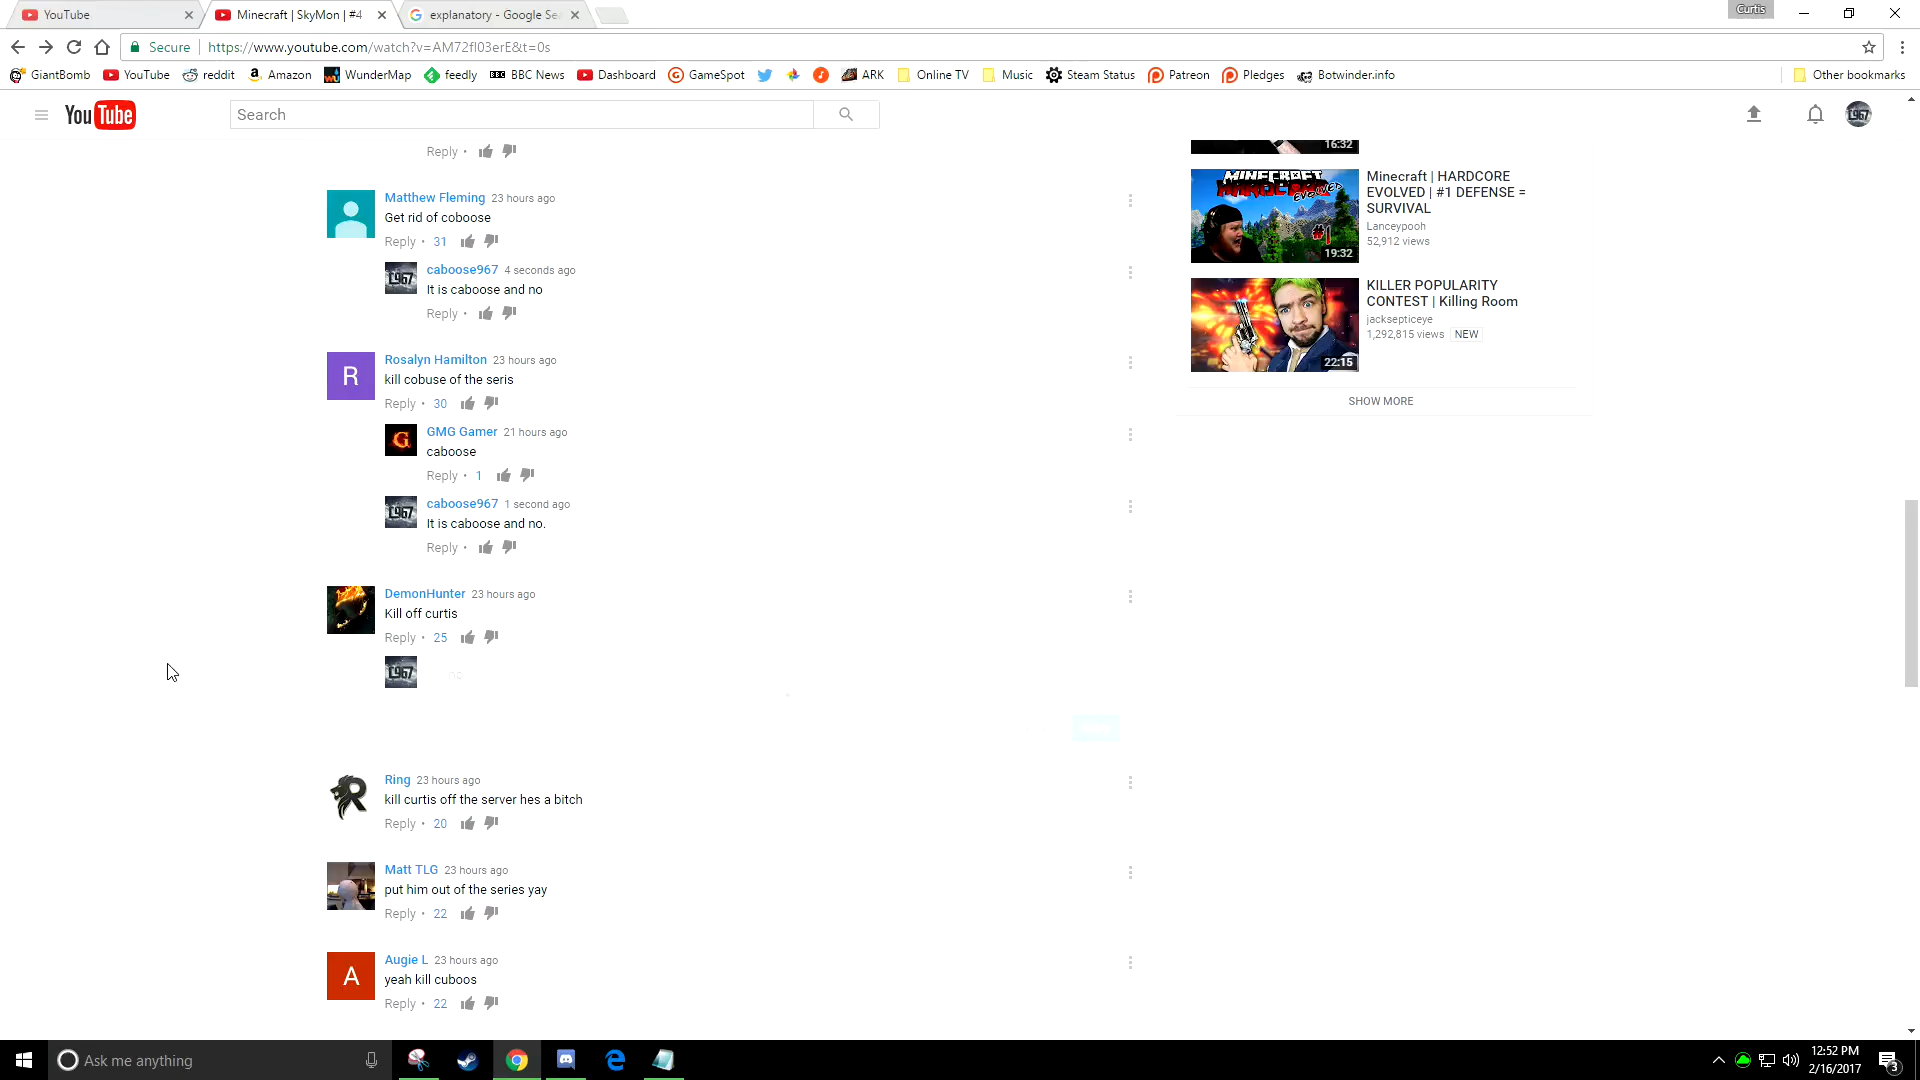 YouTube
Minecraft | SkyMon | #4
explanatory - Google Se
Curtis
Secure
https://www.youtube.com/watch?v=AM72fI03erE&t=0s
GiantBomb
YouTube
reddit
Amazon
WunderMap
feedly
BBC News
Dashboard
GameSpot
ARK
Online TV
Music
Steam Status
Patreon
Pledges
Botwinder.info
Other bookmarks
YouTube
Search
Reply •
Matthew Fleming 23 hours ago
Get rid of coboose
Reply • 31
caboose967 4 seconds ago
It is caboose and no
Reply •
Rosalyn Hamilton 23 hours ago
R
kill cobuse of the seris
Reply • 30
G
GMG Gamer 21 hours ago
caboose
Reply • 1
caboose967 1 second ago
It is caboose and no.
Reply •
DemonHunter 23 hours ago
Kill off curtis
Reply • 25
no
Ring 23 hours ago
kill curtis off the server hes a bitch
Reply • 20
Matt TLG 23 hours ago
put him out of the series yay
Reply • 22
A
Augie L 23 hours ago
yeah kill cuboos
Reply • 22
16:32
MINECRAFT
HARDCORE
EVOLVED
#1
19:32
Minecraft | HARDCORE
EVOLVED | #1 DEFENSE =
SURVIVAL
Lanceypooh
52,912 views
22:15
KILLER POPULARITY
CONTEST | Killing Room
jacksepticeye
1,292,815 views NEW
SHOW MORE
Ask me anything
12:52 PM
2/16/2017
3